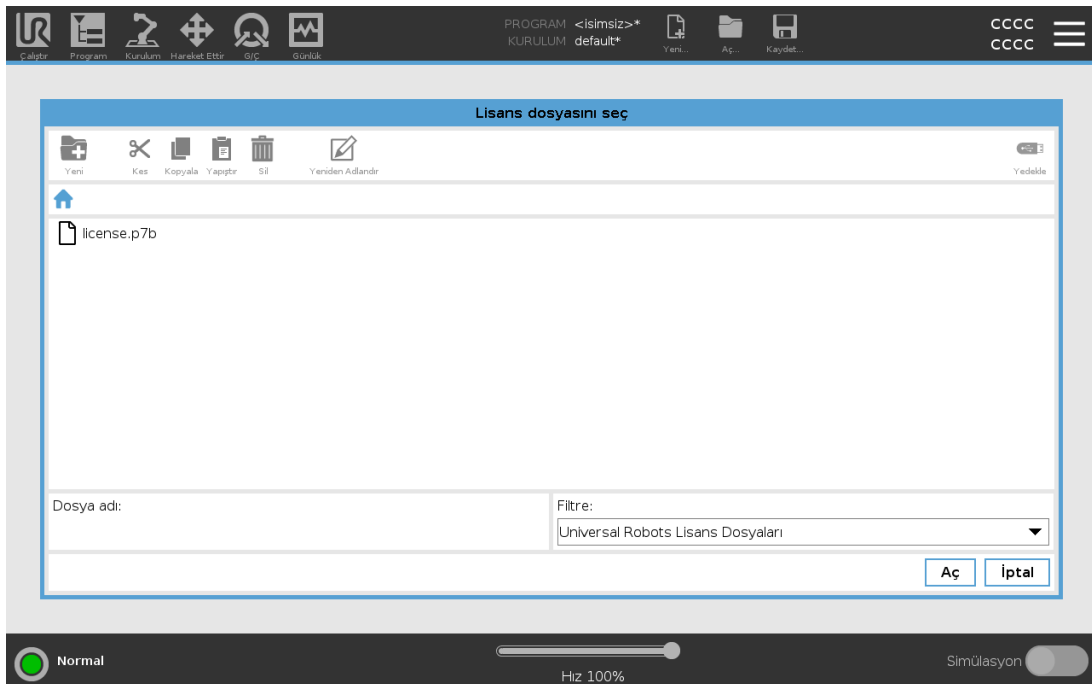 PROGRAM <isimsiz>*
KURULUM default*
Çalıştır Program Kurulum Hareket Ettir G/Ç Günlük
Yeni... Aç... Kaydet...
CCCC
CCCC
Lisans dosyasını seç
Yeni Kes Kopyala Yapıştır Sil Yeniden Adlandır Yedekle
license.p7b
Dosya adı:
Filtre:
Universal Robots Lisans Dosyaları
Aç İptal
Normal
Hız 100%
Simülasyon